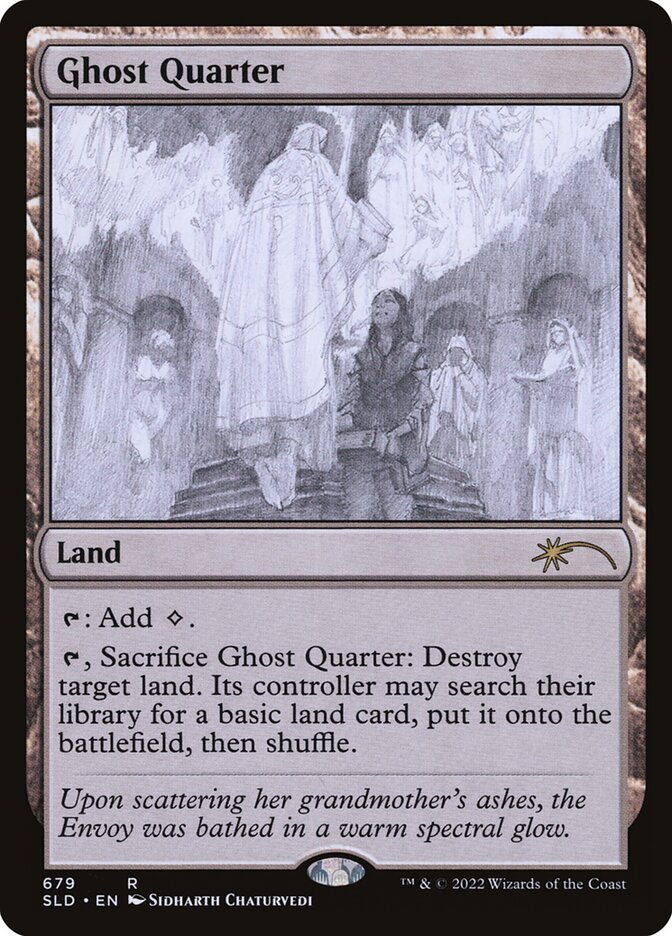 Ghost Quarter
Land
: Add .
, Sacrifice Ghost Quarter: Destroy
target land. Its controller may search their
library for a basic land card, put it onto the
battlefield, then shuffle.
Upon scattering her grandmother's ashes, the
Envoy was bathed in a warm spectral glow.
679 R
SLD • EN Sidharth Chaturvedi
™ & © 2022 Wizards of the Coast